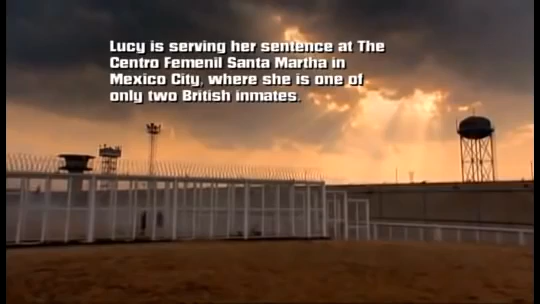 Lucy is serving her sentence at The
Centro Femenil Santa Martha in
Mexico City, where she is one of
only two British inmates.